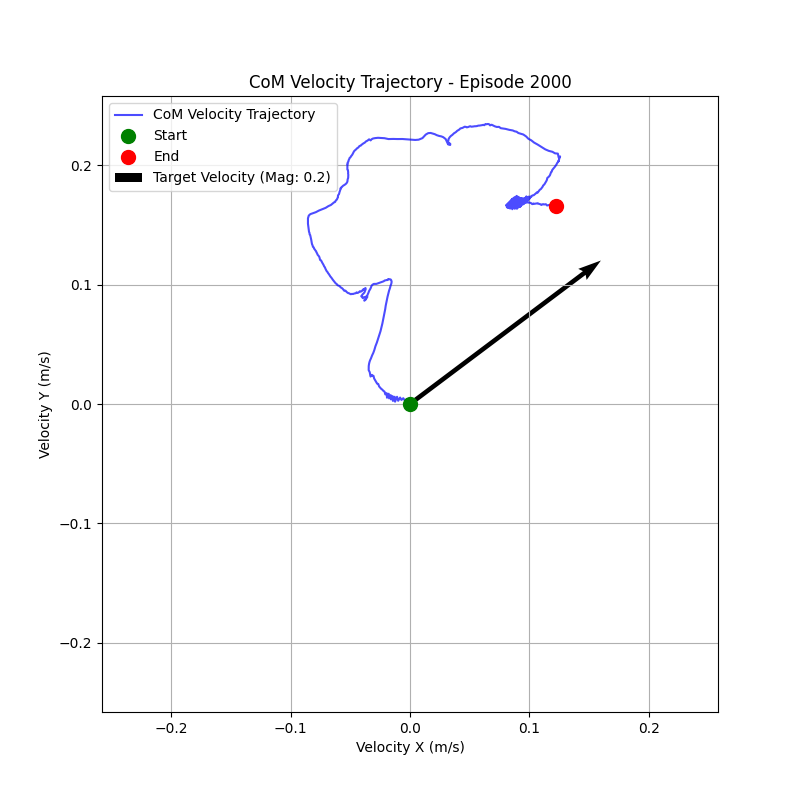 CoM Velocity Trajectory - Episode 2000
CoM Velocity Trajectory
Start
End
Target Velocity (Mag: 0.2)
0.2
0.1
0.0
−0.1
−0.2
Velocity Y (m/s)
−0.2 −0.1 0.0 0.1 0.2
Velocity X (m/s)